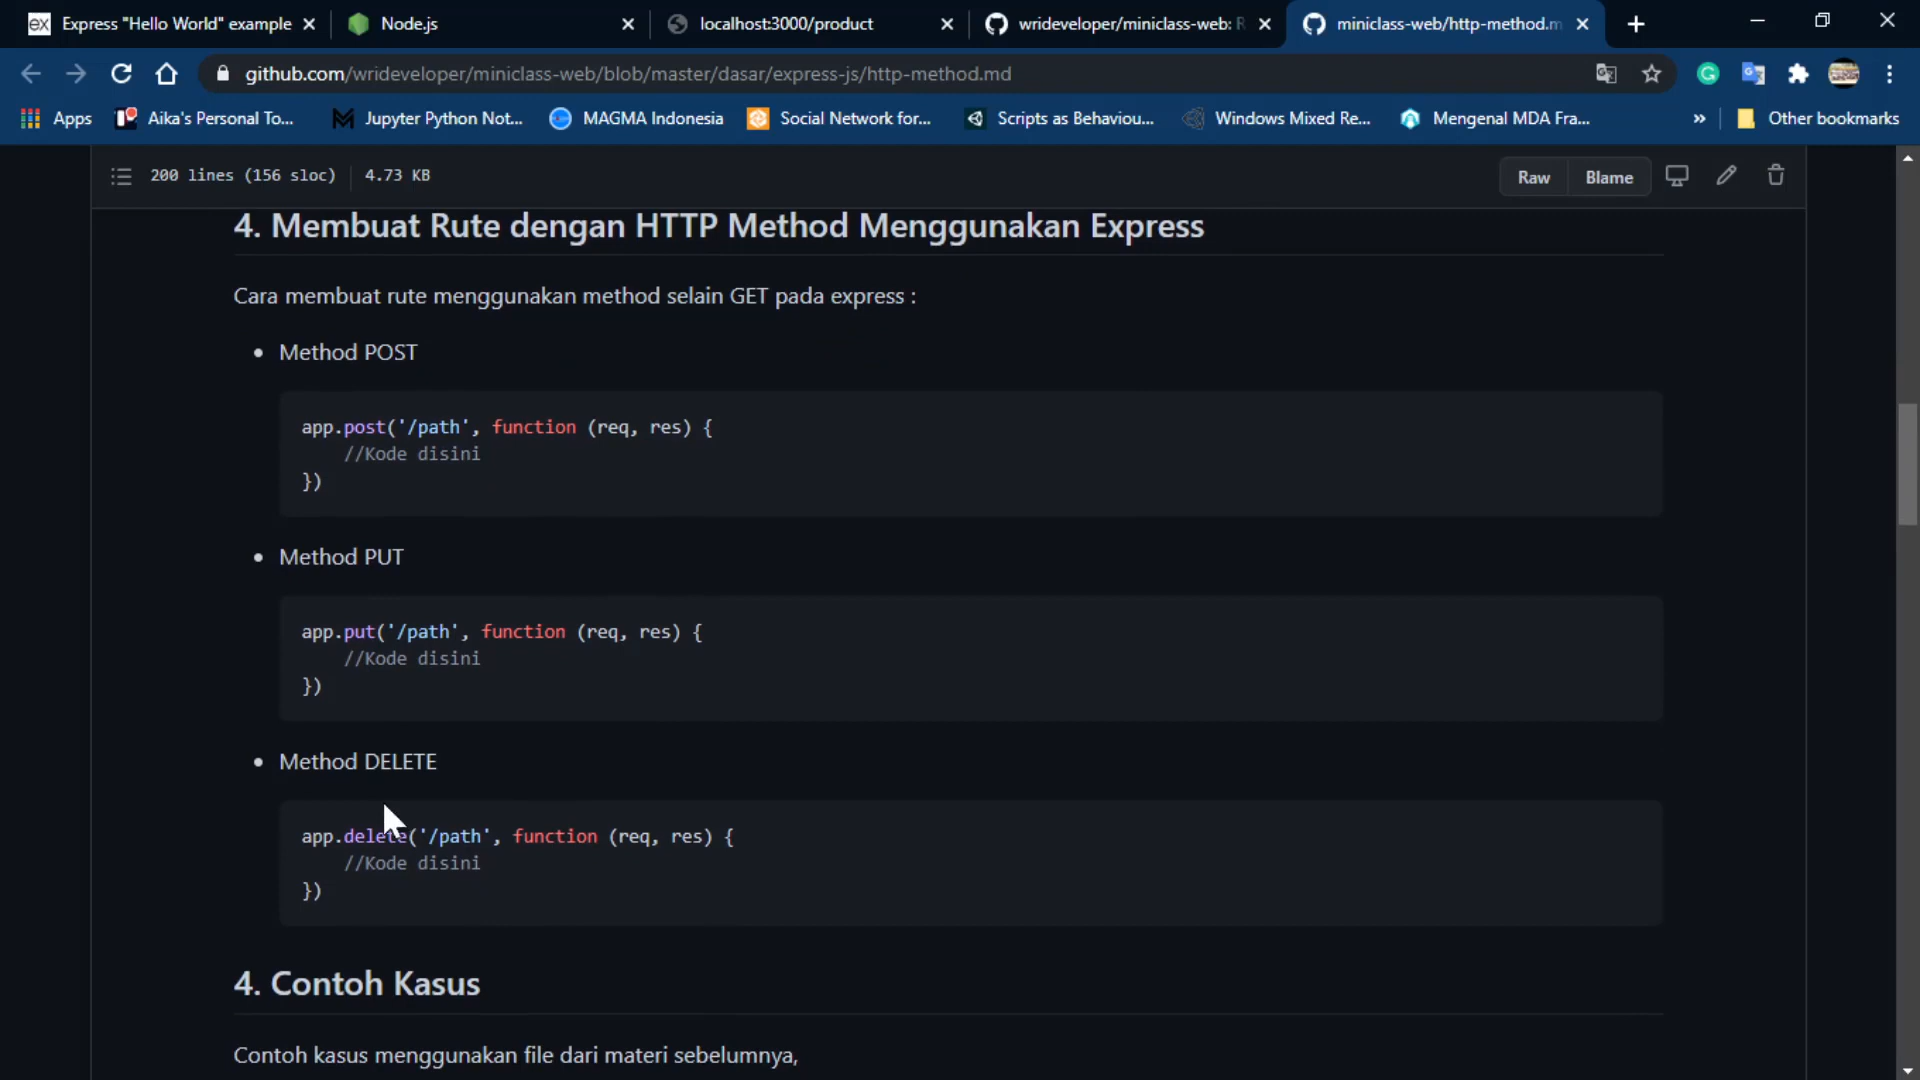 Express "Hello World" example
Node.js
localhost:3000/product
wrideveloper/miniclass-web: R
miniclass-web/http-method.m
github.com/wrideveloper/miniclass-web/blob/master/dasar/express-js/http-method.md
Apps
Aika's Personal To...
Jupyter Python Not...
MAGMA Indonesia
Social Network for...
Scripts as Behaviou...
Windows Mixed Re...
Mengenal MDA Fra...
»
Other bookmarks
200 lines (156 sloc)
4.73 KB
Raw
Blame
4. Membuat Rute dengan HTTP Method Menggunakan Express
Cara membuat rute menggunakan method selain GET pada express :
• Method POST
app.post('/path', function (req, res) {
//Kode disini
})
• Method PUT
app.put('/path', function (req, res) {
//Kode disini
})
• Method DELETE
app.delete('/path', function (req, res) {
//Kode disini
})
4. Contoh Kasus
Contoh kasus menggunakan file dari materi sebelumnya,